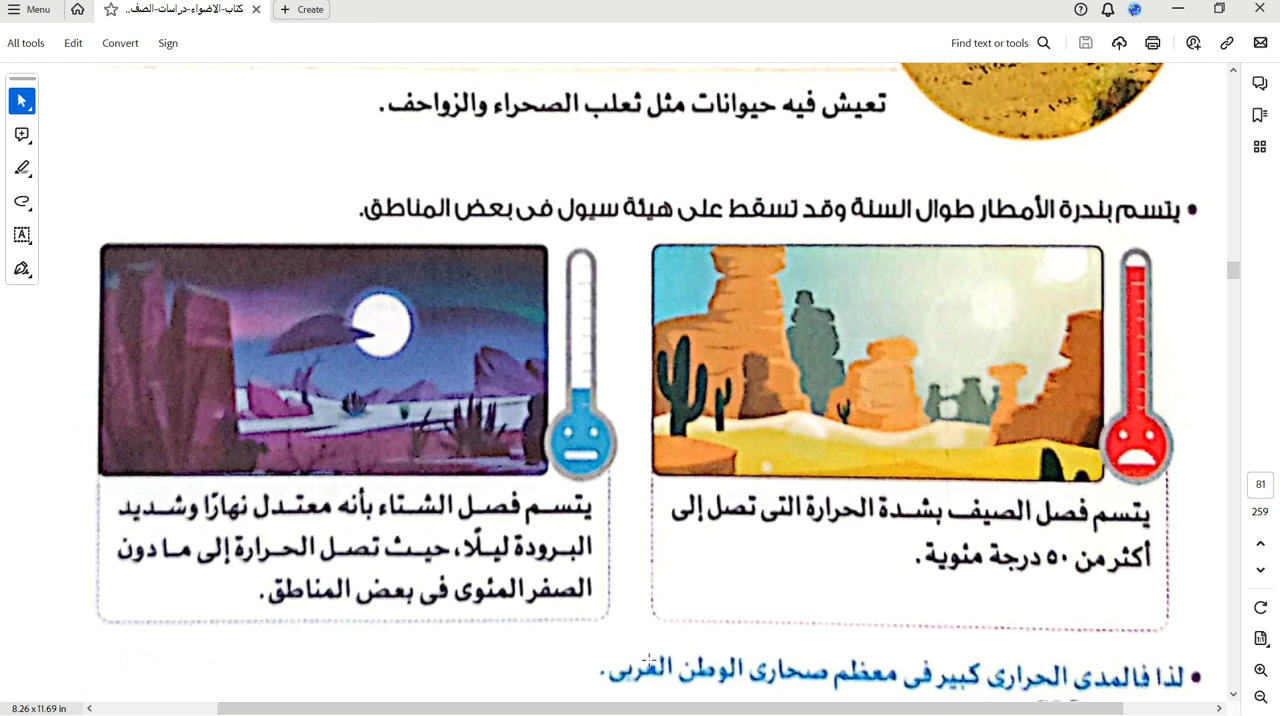 Menu
كتاب-الاضواء-دراسات-الصف..
Create
All tools
Edit
Convert
Sign
Find text or tools
تعيش فيه حيوانات مثل ثعلب الصحراء والزواحف.
• يتسم بندرة الأمطار طوال السنة وقد تسقط على هيئة سيول فى بعض المناطق.
يتسم فصل الصيف بشدة الحرارة التى تصل إلى
أكثر من ٥٠ درجة مئوية.
يتسم فصل الشتاء بأنه معتدل نهارًا وشديد
البرودة ليلًا، حيث تصل الحرارة إلى ما دون
الصفر المئوى فى بعض المناطق.
• لذا فالمدى الحرارى كبير فى معظم صحارى الوطن العربى.
81
259
8.26 x 11.69 in